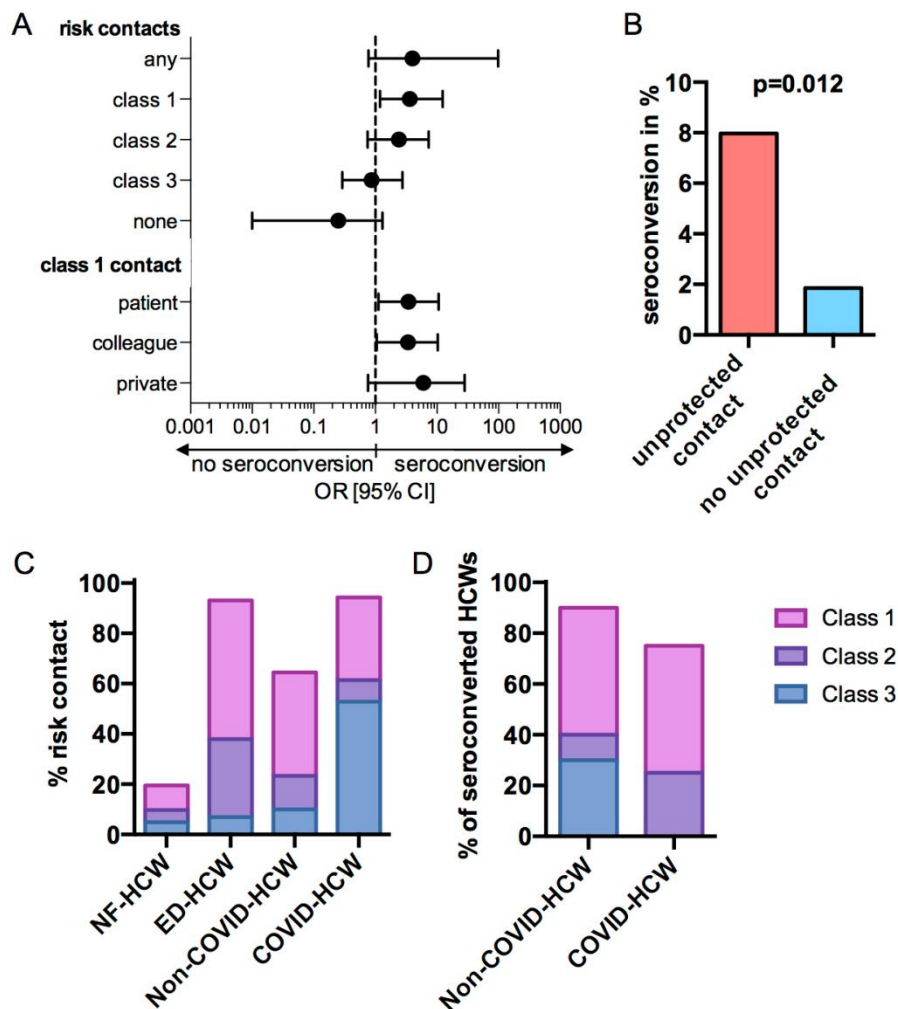 A
risk contacts
any
class 1
class 2
class 3
none
class 1 contact
patient
colleague
private
0.001 0.01 0.1 1 10 100 1000
no seroconversion seroconversion
OR [95% CI]
B
p=0.012
seroconversion in %
10
8
6
4
2
0
unprotected
contact
no unprotected
contact
C
% risk contact
100
80
60
40
20
0
NF-HCW
ED-HCW
Non-COVID-HCW
COVID-HCW
D
% of seroconverted HCWs
100
80
60
40
20
0
Non-COVID-HCW
COVID-HCW
Class 1
Class 2
Class 3